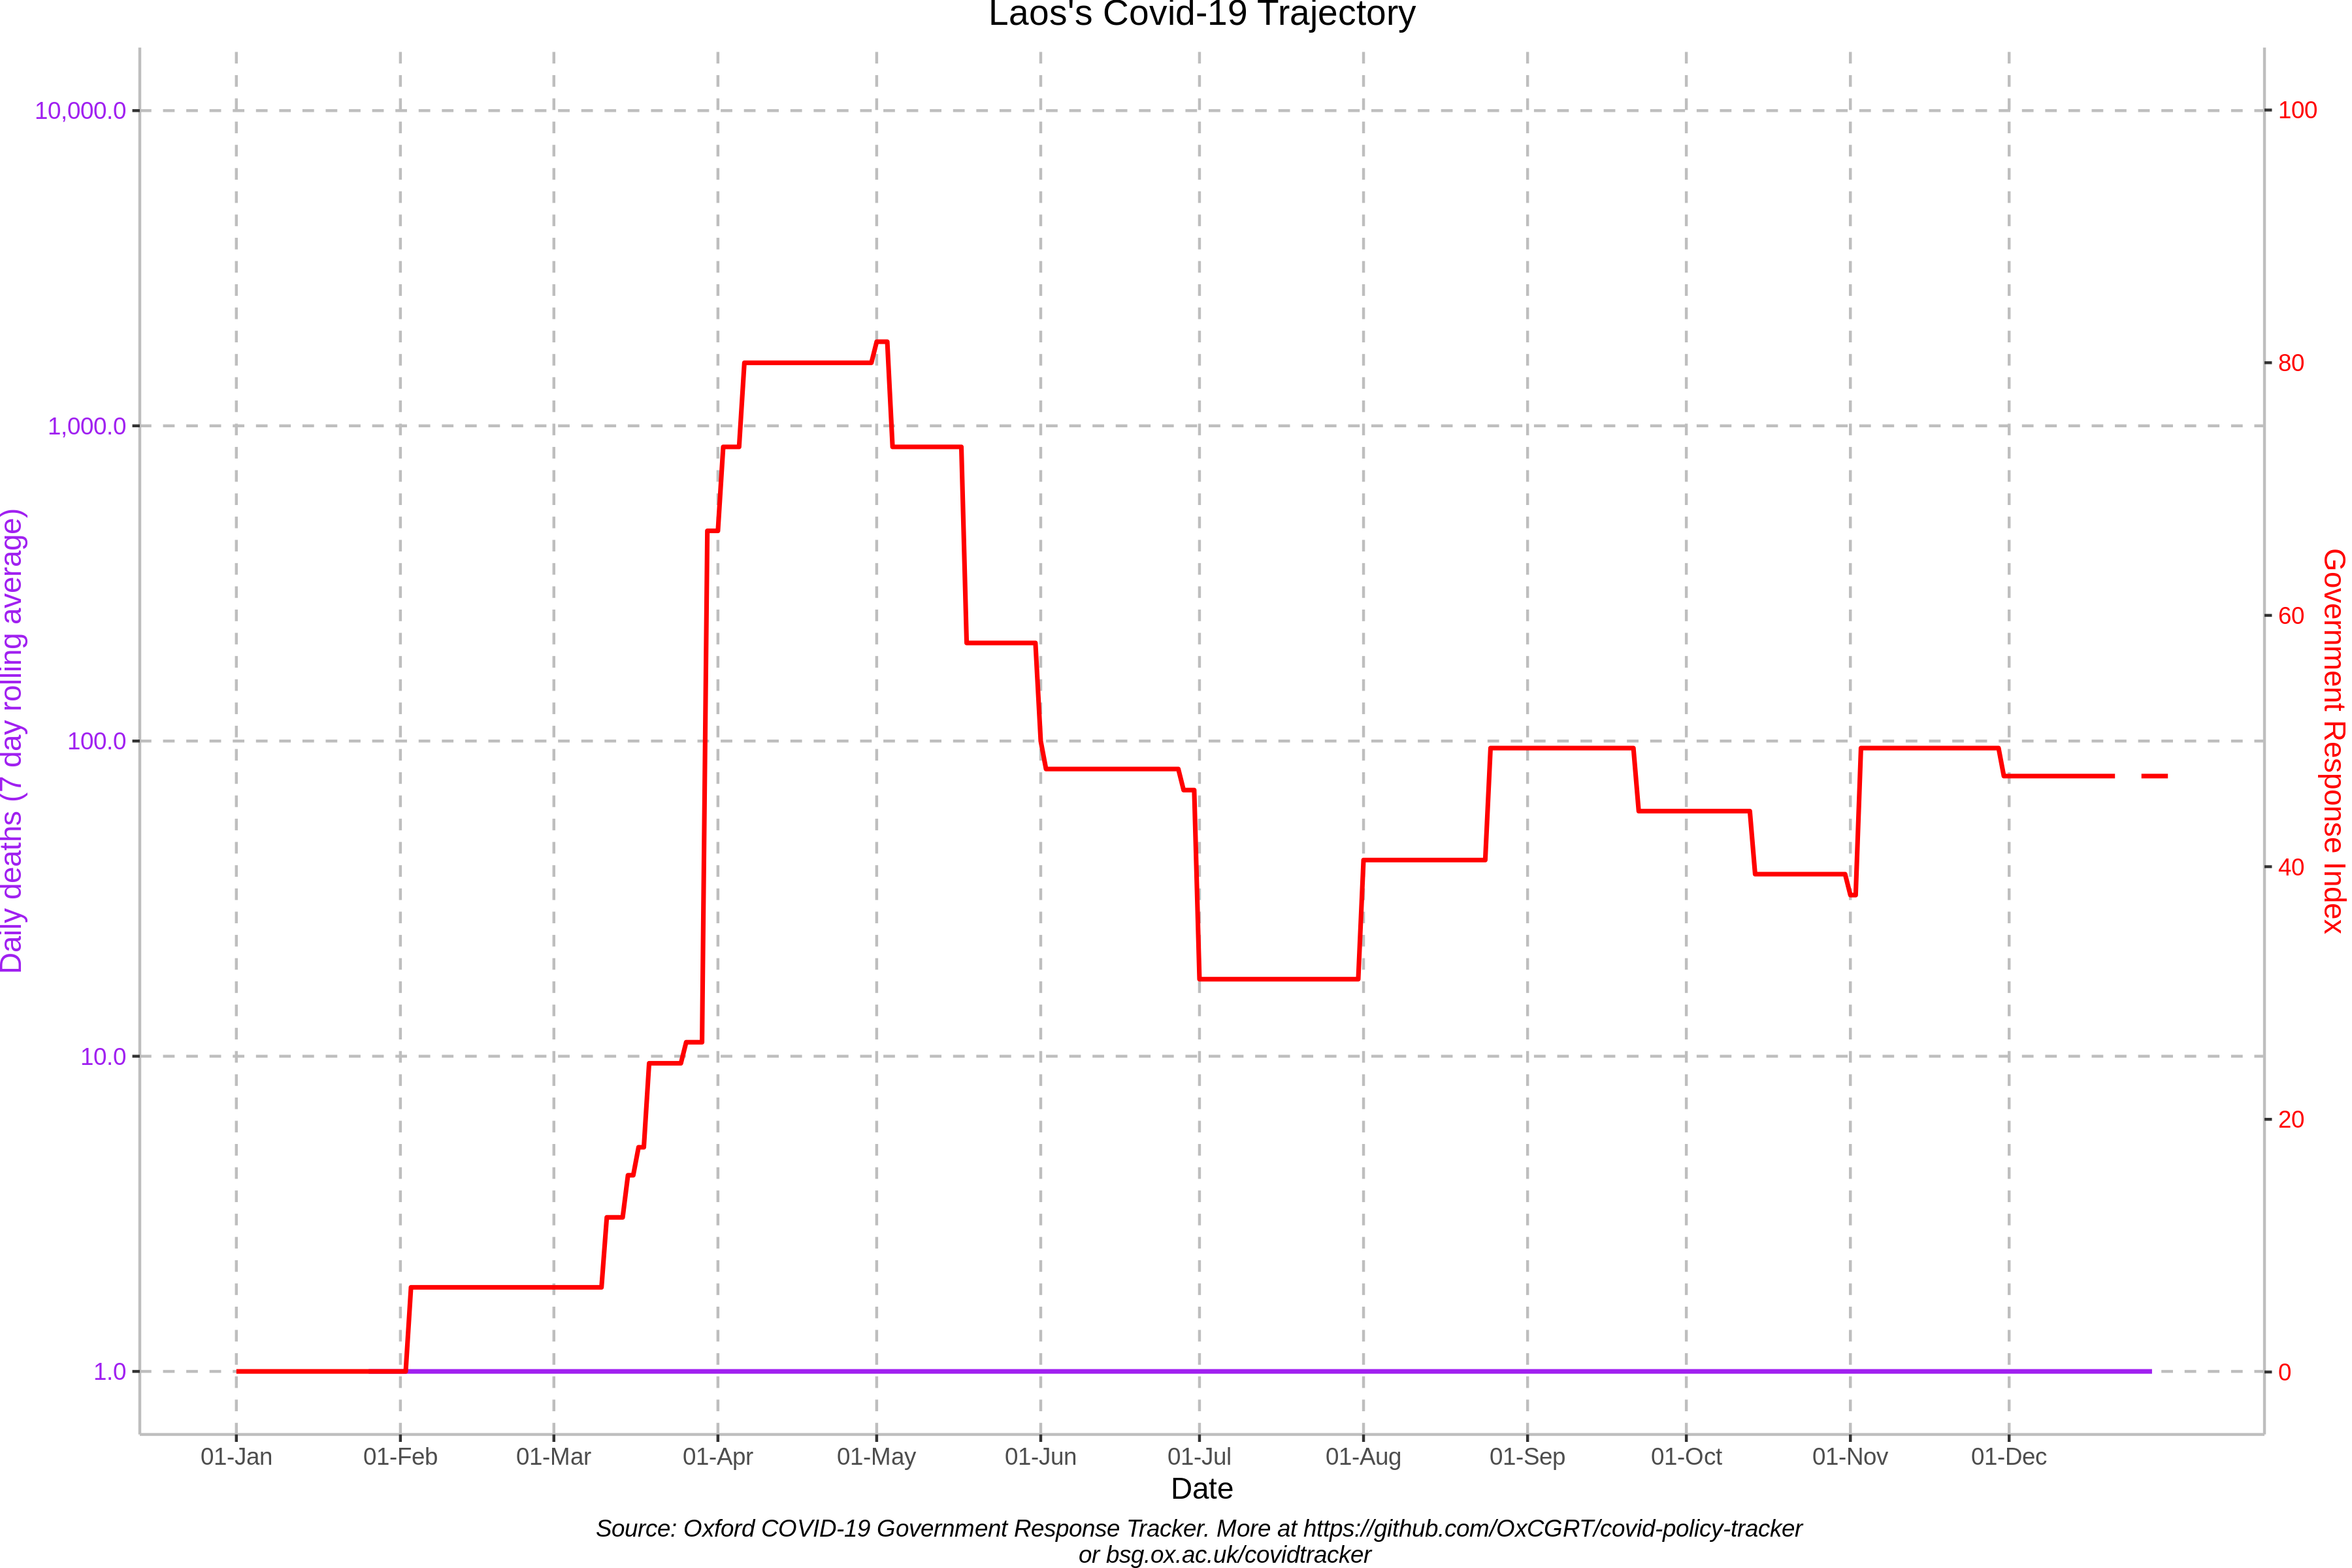 Laos's Covid-19 Trajectory
10,000.0
1,000.0
100.0
10.0
1.0
Daily deaths (7 day rolling average)
100
80
60
40
20
0
Government Response Index
01-Jan
01-Feb
01-Mar
01-Apr
01-May
01-Jun
01-Jul
01-Aug
01-Sep
01-Oct
01-Nov
01-Dec
Date
Source: Oxford COVID-19 Government Response Tracker. More at https://github.com/OxCGRT/covid-policy-tracker
or bsg.ox.ac.uk/covidtracker